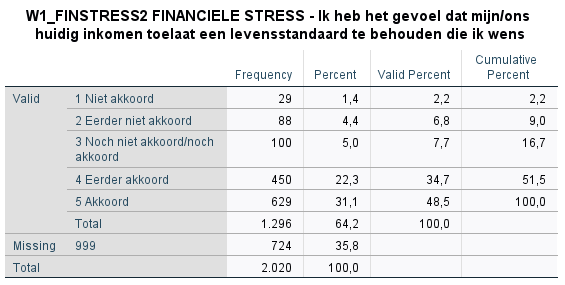 W1_FINSTRESS2 FINANCIELE STRESS - Ik heb het gevoel dat mijn/ons
huidig inkomen toelaat een levensstandaard te behouden die ik wens
Frequency Percent Valid Percent Cumulative Percent
Valid 1 Niet akkoord 29 1,4 2,2 2,2
2 Eerder niet akkoord 88 4,4 6,8 9,0
3 Noch niet akkoord/noch akkoord 100 5,0 7,7 16,7
4 Eerder akkoord 450 22,3 34,7 51,5
5 Akkoord 629 31,1 48,5 100,0
Total 1.296 64,2 100,0
Missing 999 724 35,8
Total 2.020 100,0